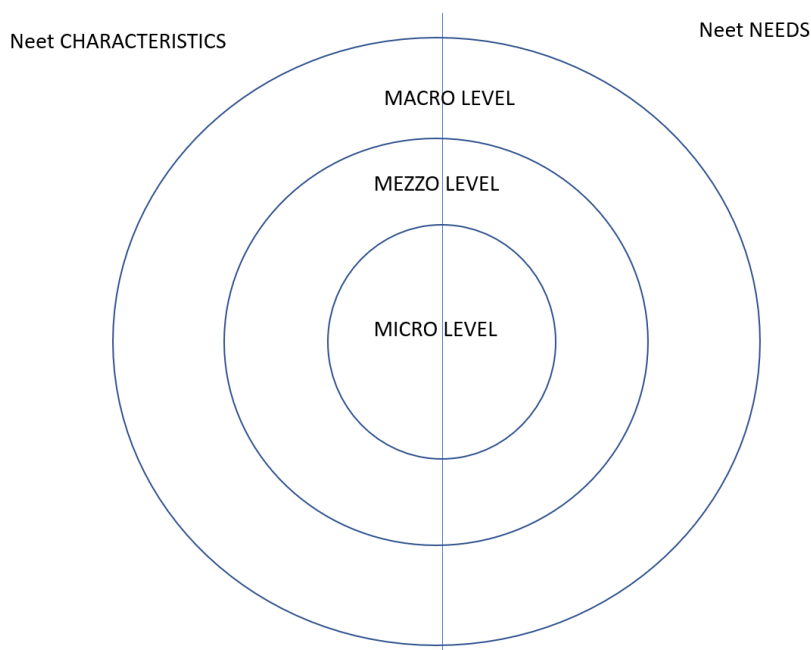 Neet CHARACTERISTICS
Neet NEEDS
MACRO LEVEL
MEZZO LEVEL
MICRO LEVEL